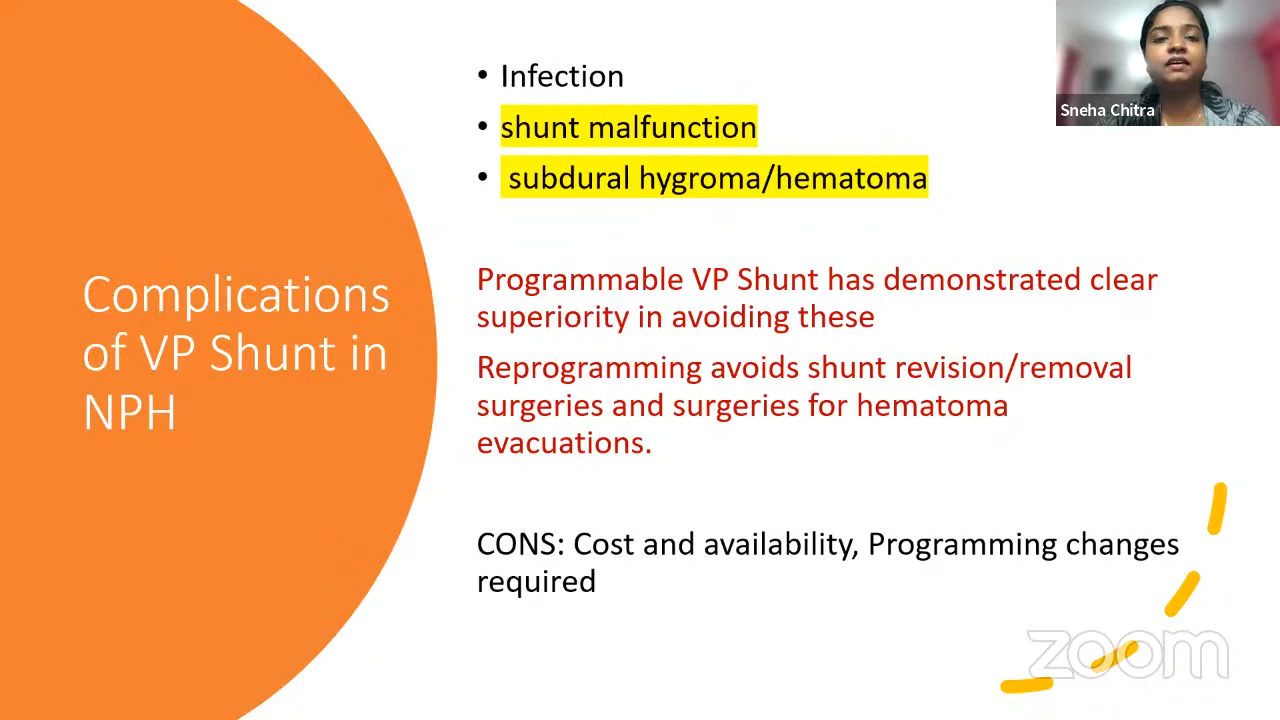 Complications
of VP Shunt in
NPH
• Infection
• shunt malfunction
• subdural hygroma/hematoma
Programmable VP Shunt has demonstrated clear
superiority in avoiding these
Reprogramming avoids shunt revision/removal
surgeries and surgeries for hematoma
evacuations.
CONS: Cost and availability, Programming changes
required
Sneha Chitra
zoom